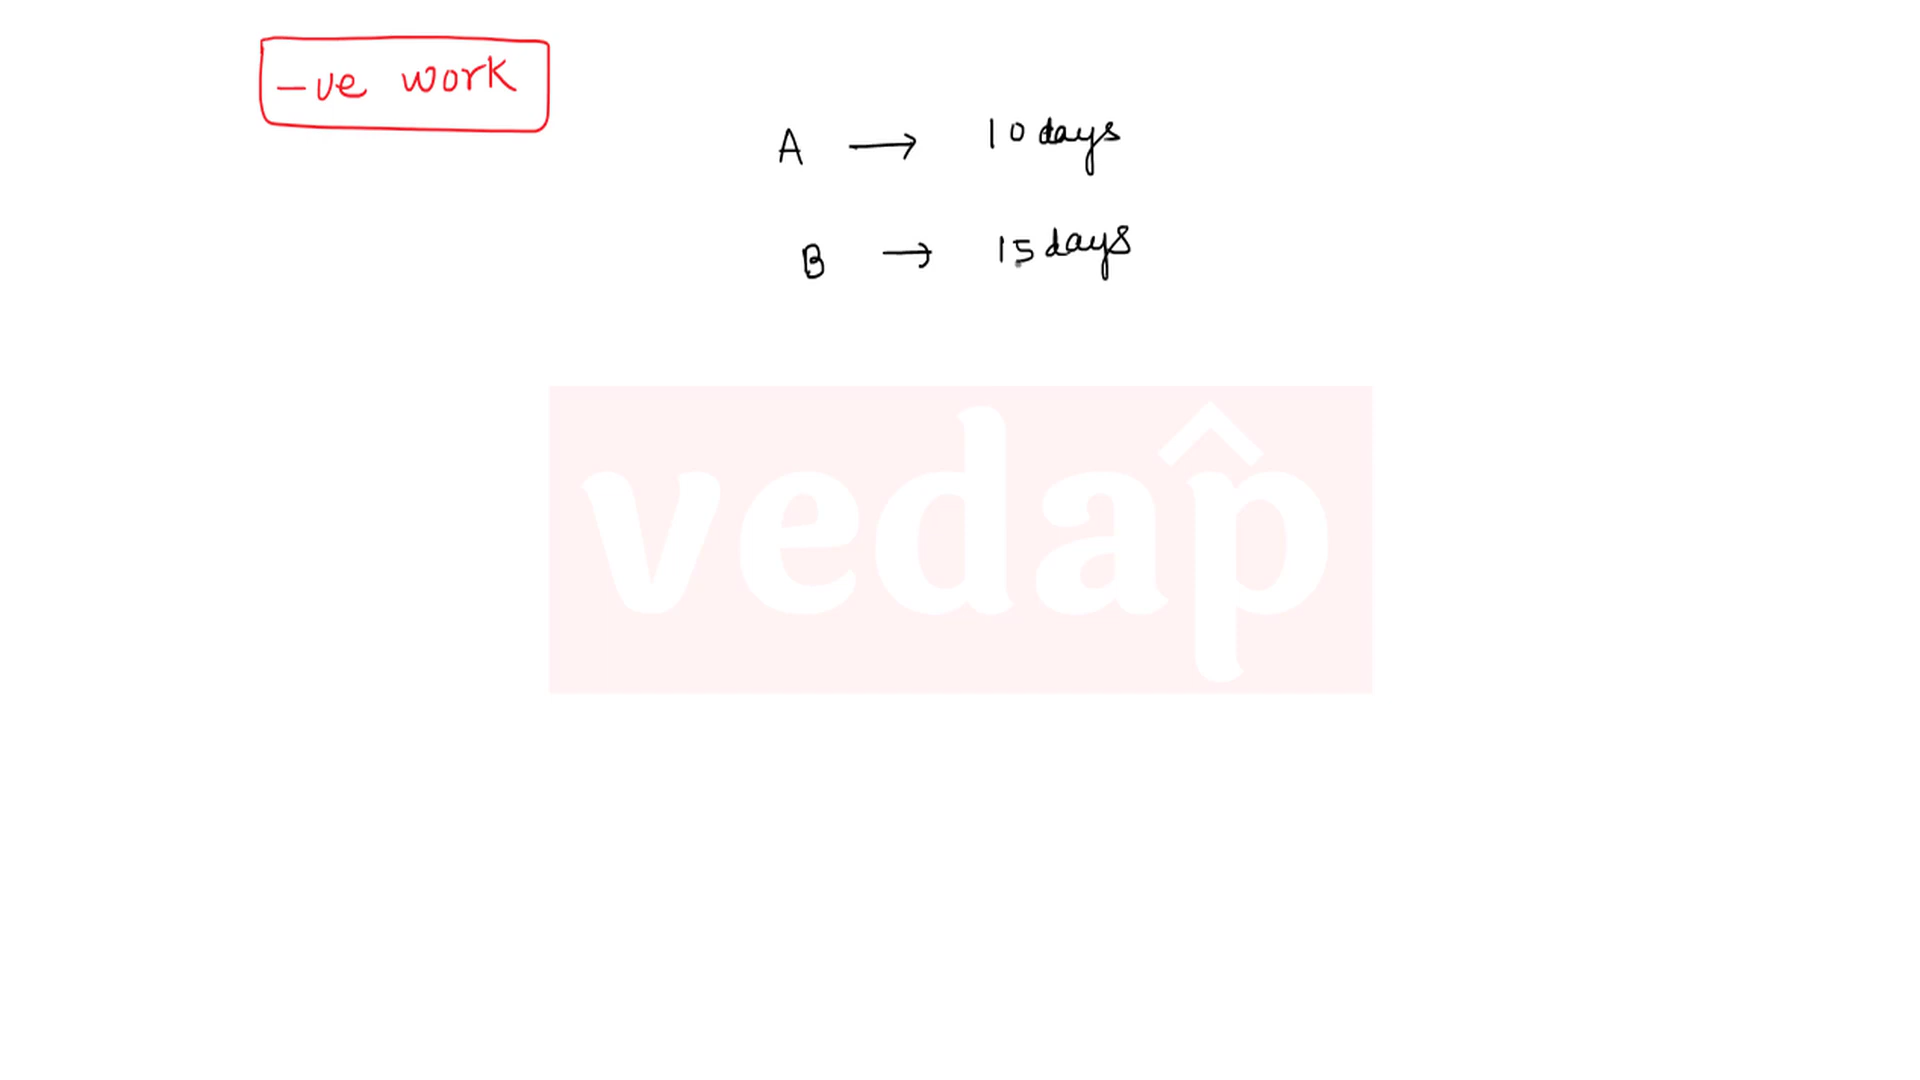 -ve work
A → 10 days
B → 15 days
vedap̂